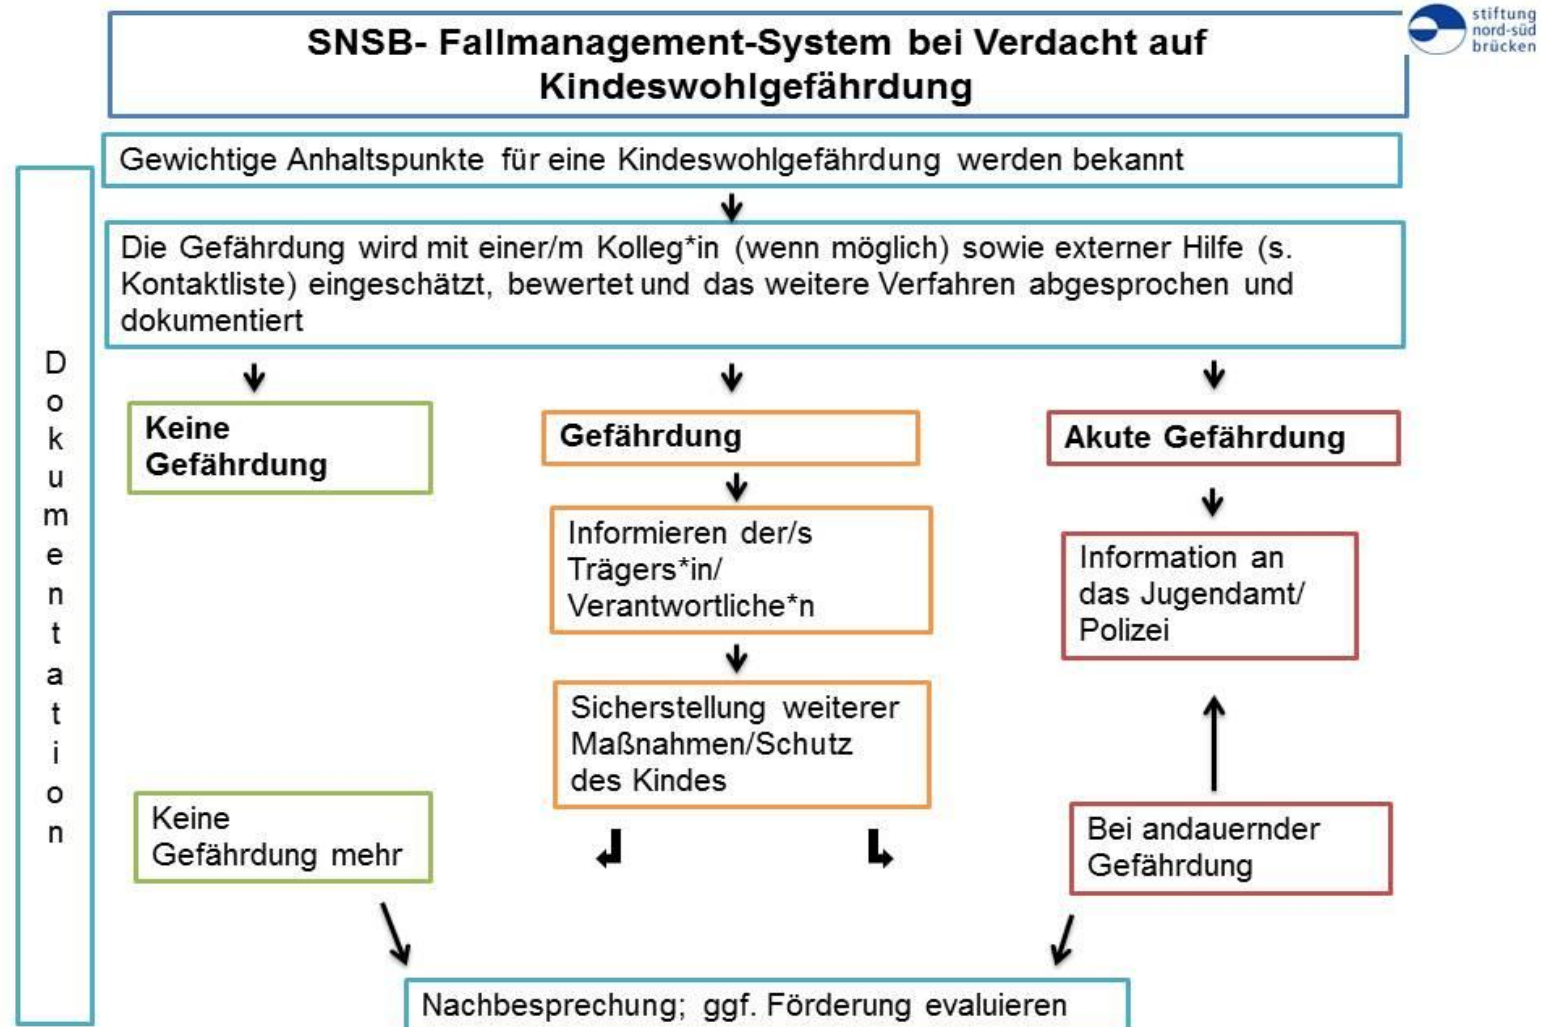 SNSB- Fallmanagement-System bei Verdacht auf
Kindeswohlgefährdung
stiftung
nord-süd
brücken
Gewichtige Anhaltspunkte für eine Kindeswohlgefährdung werden bekannt
Die Gefährdung wird mit einer/m Kolleg*in (wenn möglich) sowie externer Hilfe (s.
Kontaktliste) eingeschätzt, bewertet und das weitere Verfahren abgesprochen und
dokumentiert
Dokumentation
Keine
Gefährdung
Gefährdung
Akute Gefährdung
Informieren der/s
Trägers*in/
Verantwortliche*n
Information an
das Jugendamt/
Polizei
Sicherstellung weiterer
Maßnahmen/Schutz
des Kindes
Keine
Gefährdung mehr
Bei andauernder
Gefährdung
Nachbesprechung; ggf. Förderung evaluieren